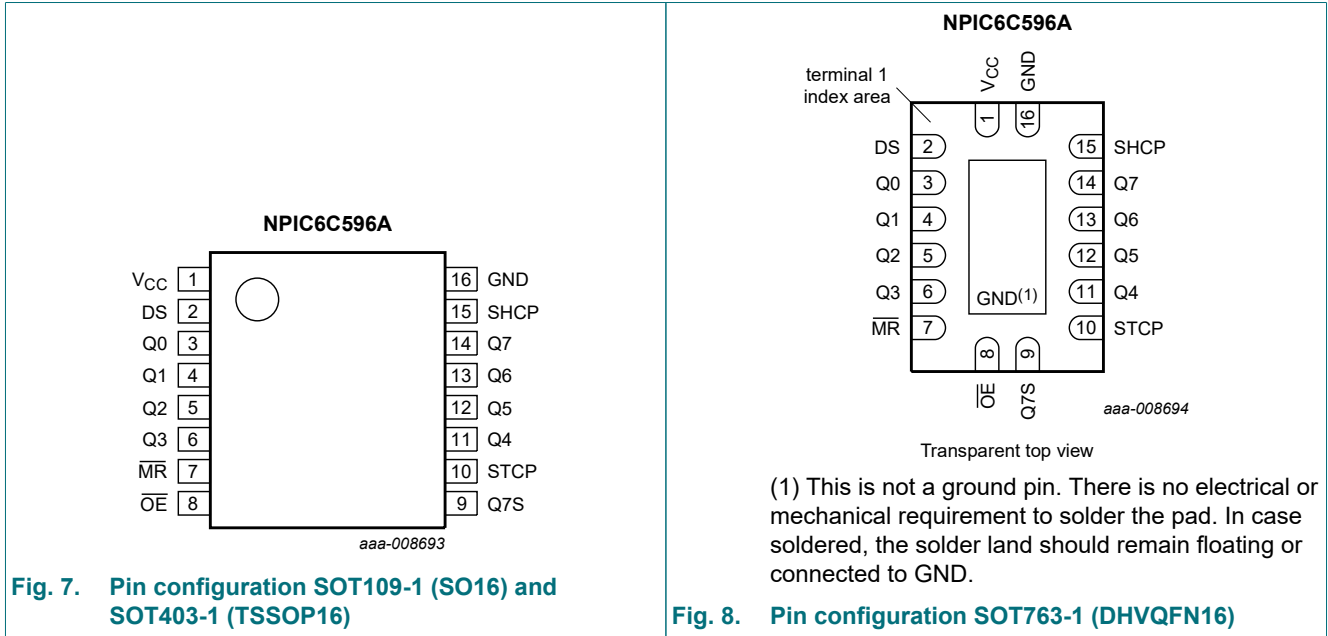 NPIC6C596A
VCC 1 16 GND
DS 2 15 SHCP
Q0 3 14 Q7
Q1 4 13 Q6
Q2 5 12 Q5
Q3 6 11 Q4
MR 7 10 STCP
OE 8 9 Q7S
aaa-008693
Fig. 7. Pin configuration SOT109-1 (SO16) and
SOT403-1 (TSSOP16)
NPIC6C596A
terminal 1
index area
VCC GND
1 16
DS 2 15 SHCP
Q0 3 14 Q7
Q1 4 13 Q6
Q2 5 12 Q5
Q3 6 GND(1) 11 Q4
MR 7 10 STCP
8 9
OE Q7S
aaa-008694
Transparent top view
(1) This is not a ground pin. There is no electrical or
mechanical requirement to solder the pad. In case
soldered, the solder land should remain floating or
connected to GND.
Fig. 8. Pin configuration SOT763-1 (DHVQFN16)